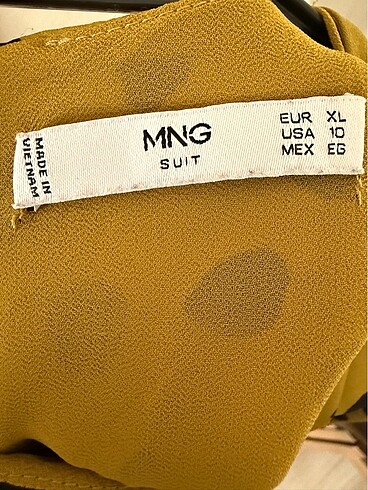 MADE IN
VIETNAM
MNG
SUIT
EUR XL
USA 10
MEX EG